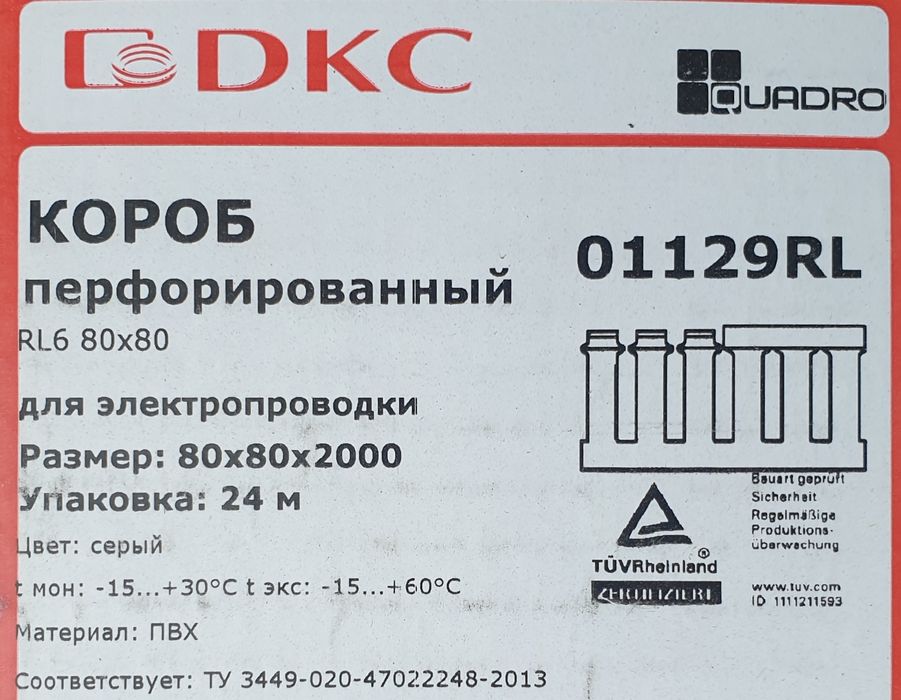 DKC
QUADRO
КОРОБ
перфорированный
RL6 80x80
01129RL
для электропроводки
Размер: 80x80x2000
Упаковка: 24 м
Цвет: серый
t мон: -15...+30°C t экс: -15...+60°C
Материал: ПВХ
Соответствует: ТУ 3449-020-47022248-2013
Bauart geprüft
Sicherheit
Regelmäßige
Produktions-
überwachung
TÜVRheinland®
ZERTIFIZIERT
www.tuv.com
ID 1111211593